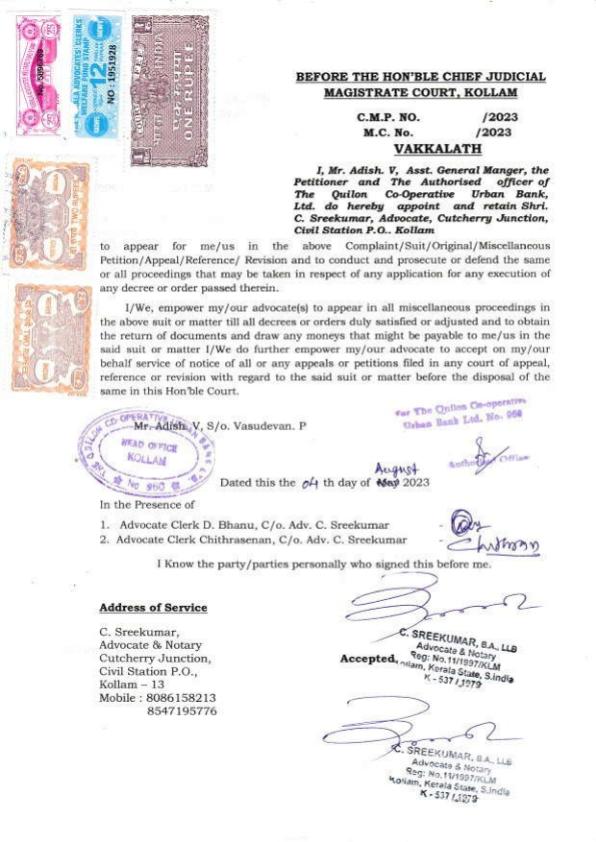 ALA ADVOCATES' CLERKS
WELFARE FUND STAMP
12
NO : 1951928
INDIA
ONE RUPEE
BEFORE THE HON'BLE CHIEF JUDICIAL
MAGISTRATE COURT, KOLLAM
C.M.P. NO. /2023
M.C. No. /2023
VAKKALATH
I, Mr. Adish. V, Asst. General Manger, the
Petitioner and The Authorised officer of
The Quilon Co-Operative Urban Bank,
Ltd. do hereby appoint and retain Shri.
C. Sreekumar, Advocate, Cutcherry Junction,
Civil Station P.O.. Kollam
to appear for me/us in the above Complaint/Suit/Original/Miscellaneous
Petition/Appeal/Reference/ Revision and to conduct and prosecute or defend the same
or all proceedings that may be taken in respect of any application for any execution of
any decree or order passed therein.
I/We, empower my/our advocate(s) to appear in all miscellaneous proceedings in
the above suit or matter till all decrees or orders duly satisfied or adjusted and to obtain
the return of documents and draw any moneys that might be payable to me/us in the
said suit or matter I/We do further empower my/our advocate to accept on my/our
behalf service of notice of all or any appeals or petitions filed in any court of appeal,
reference or revision with regard to the said suit or matter before the disposal of the
same in this Hon'ble Court.
For The Quilon Co-operative
Urban Bank Ltd. No. 960
Mr. Adish. V, S/o. Vasudevan. P
THE QUILON CO-OPERATIVE URBAN BANK LTD.
HEAD OFFICE
KOLLAM
No 960
Authorised Officer
August
Dated this the 04 th day of May 2023
In the Presence of
1. Advocate Clerk D. Bhanu, C/o. Adv. C. Sreekumar -
2. Advocate Clerk Chithrasenan, C/o. Adv. C. Sreekumar -
I Know the party/parties personally who signed this before me.
Address of Service
C. Sreekumar,
Advocate & Notary
Cutcherry Junction,
Civil Station P.O.,
Kollam – 13
Mobile : 8086158213
8547195776
Accepted,
C. SREEKUMAR, B.A., LLB
Advocate & Notary
Reg: No.11/1997/KLM
Kollam, Kerala State, S.India
K - 537 / 1979
C. SREEKUMAR, B.A., LLB
Advocate & Notary
Reg: No.11/1997/KLM
Kollam, Kerala State, S.India
K - 537 / 1979